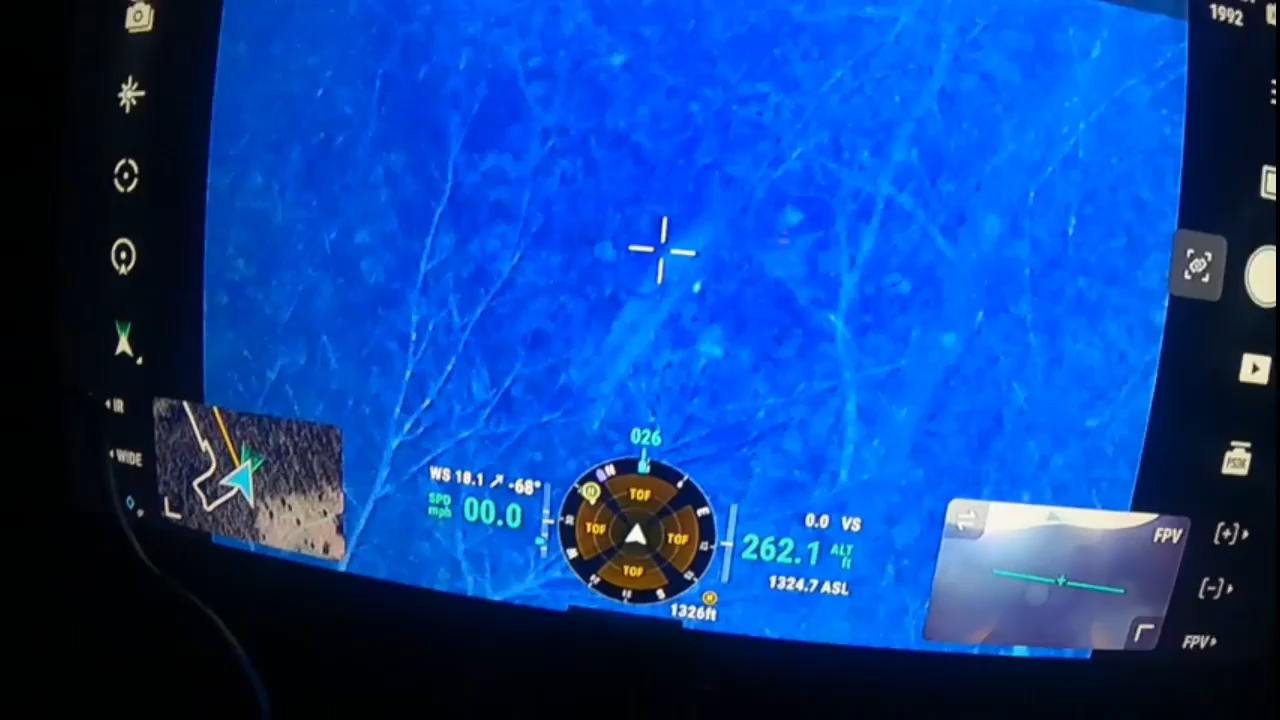 1992
IR
WIDE
026
N
E
S
W
TOF
TOF
TOF
TOF
WS 18.1 ↗ -68°
SPD
mph
00.0
0.0 VS
262.1 ALT
ft
1324.7 ASL
H
1326ft
FPV
PSDK
[+]
[-]
FPV